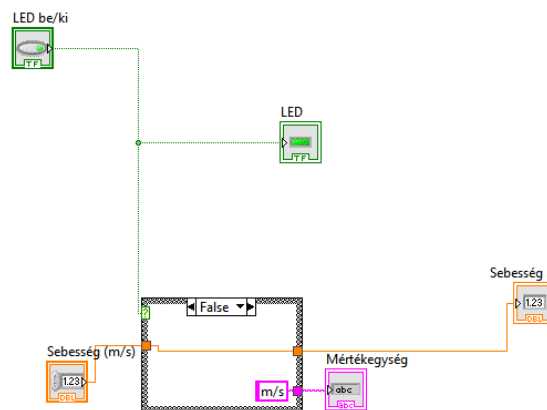 LED be/ki
TF
LED
TF
Sebesség
1.23
DBL
False
?
Sebesség (m/s)
1.23
DBL
Mértékegység
m/s
abc
abc